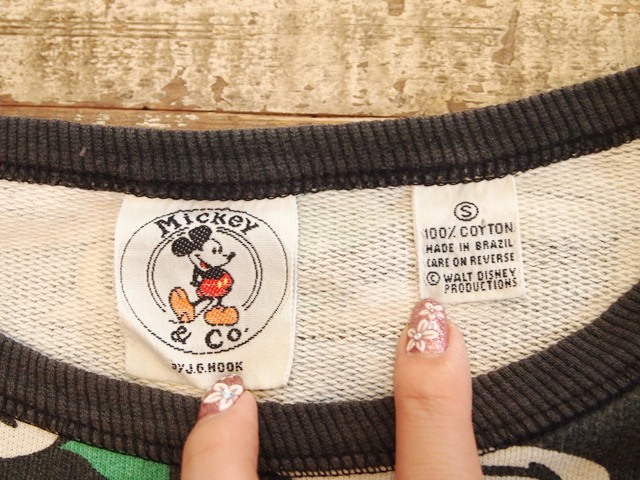 Mickey
& Co.
BY J.G.HOOK
S
100% COTTON
MADE IN BRAZIL
CARE ON REVERSE
© WALT DISNEY
PRODUCTIONS